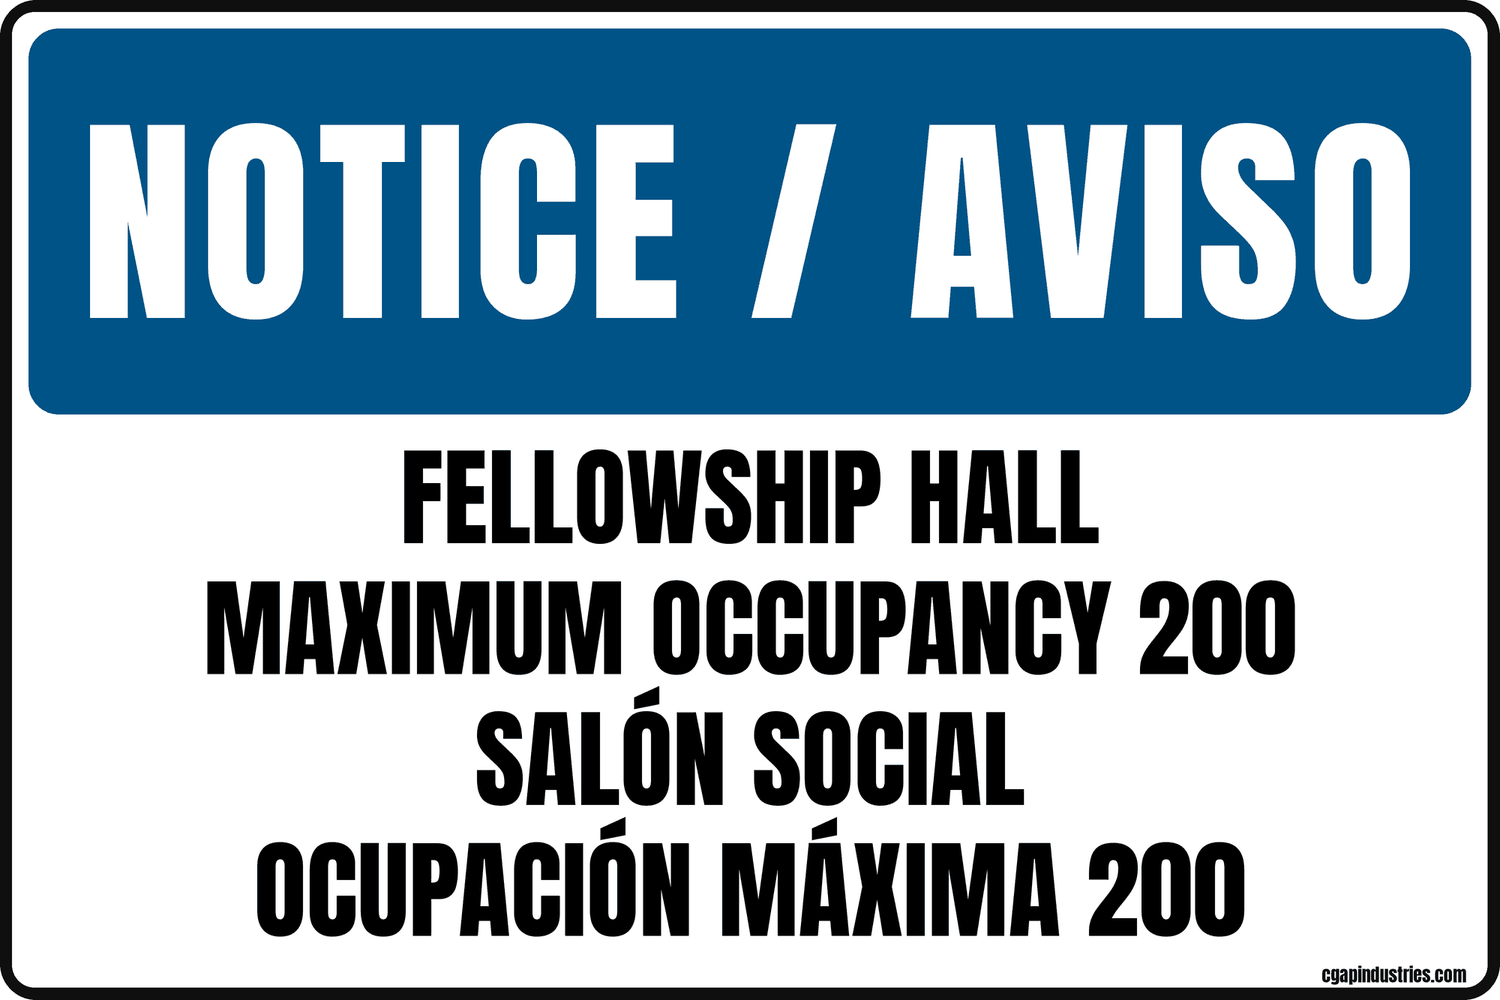 NOTICE / AVISO
FELLOWSHIP HALL
MAXIMUM OCCUPANCY 200
SALÓN SOCIAL
OCUPACIÓN MÁXIMA 200
cgapindustries.com